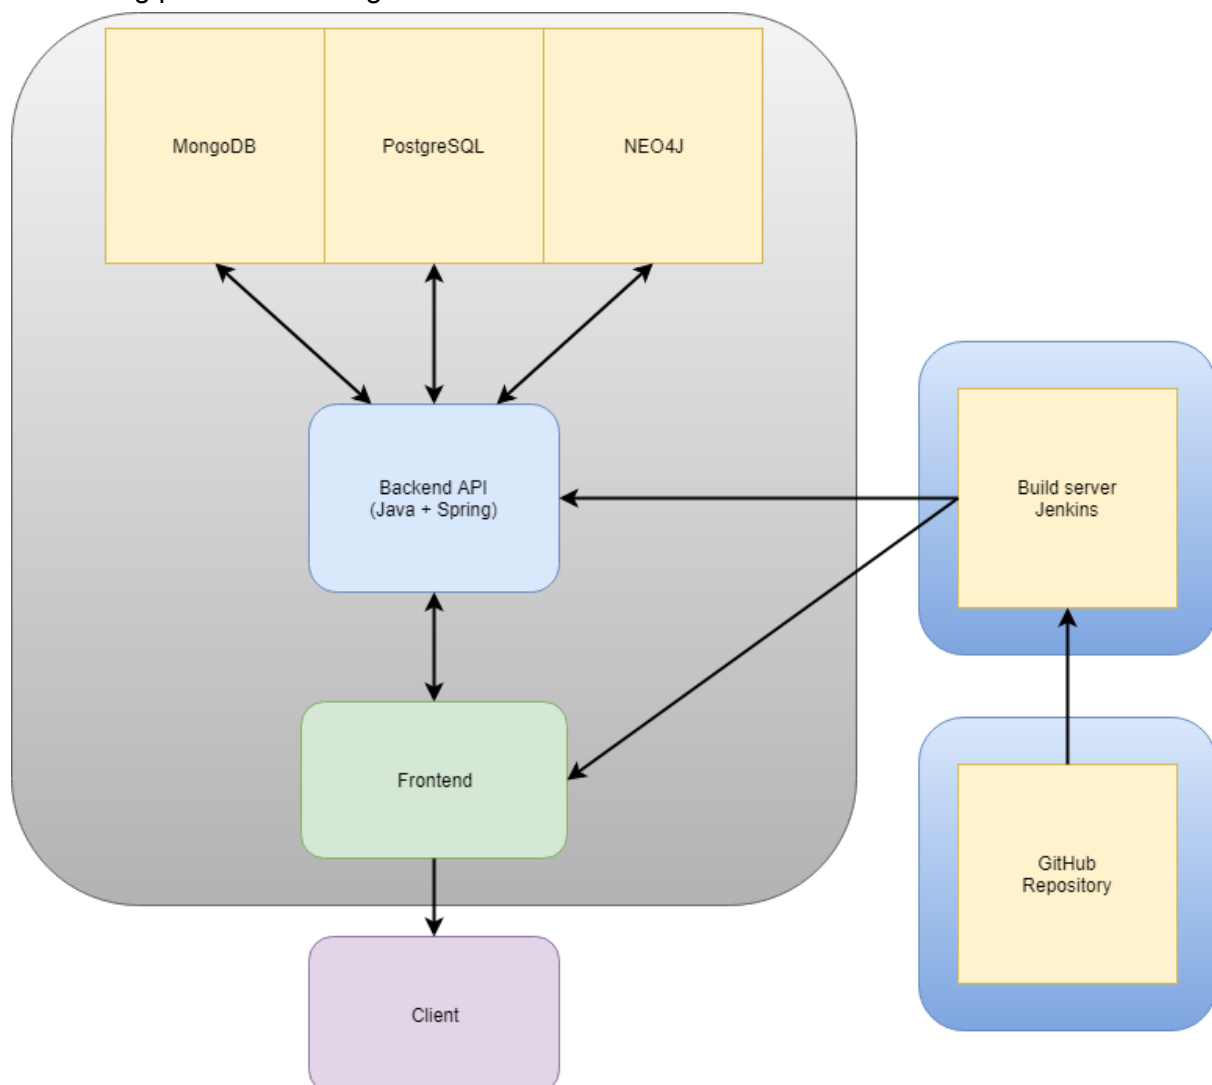 MongoDB
PostgreSQL
NEO4J
Backend API
(Java + Spring)
Build server
Jenkins
Frontend
GitHub
Repository
Client